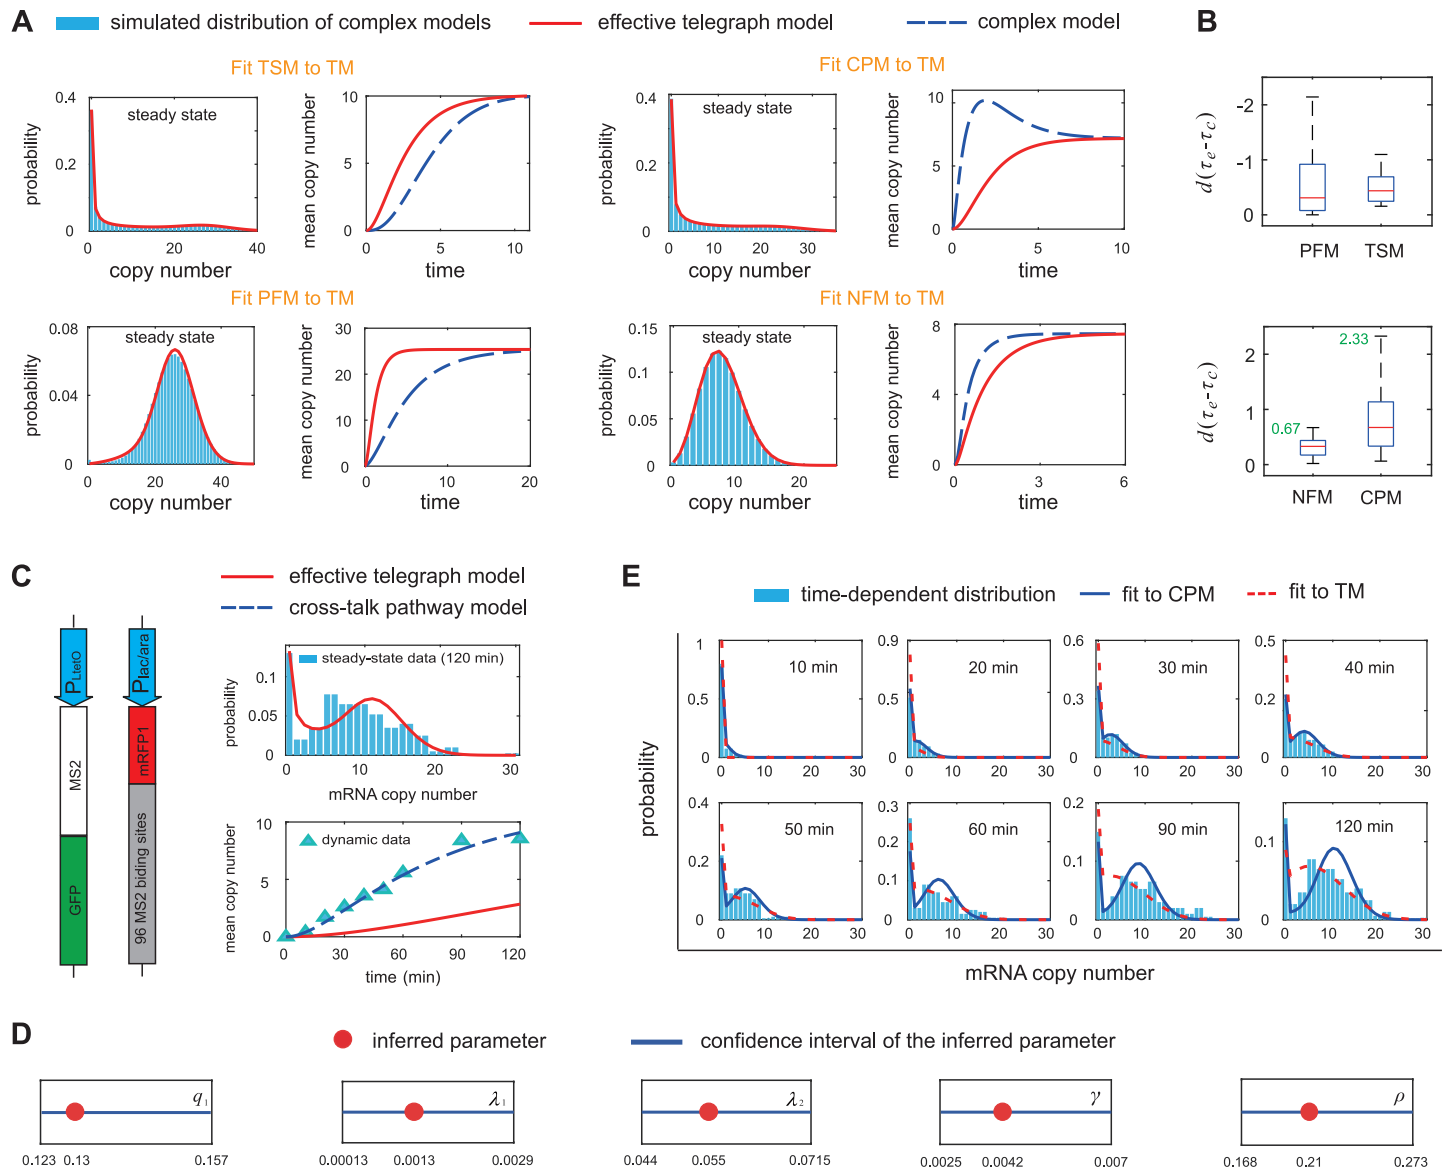 A
simulated distribution of complex models
effective telegraph model
complex model
B
Fit TSM to TM
Fit CPM to TM
0.4
0.2
0
probability
steady state
0 20 40
copy number
10
5
0
mean copy number
0 5 10
time
0.4
0.2
0
probability
steady state
0 10 20 30
copy number
10
5
0
mean copy number
0 5 10
time
-2
-1
0
d(τe-τc)
PFM TSM
Fit PFM to TM
Fit NFM to TM
0.08
0.04
0
probability
steady state
0 20 40
copy number
30
20
10
0
mean copy number
0 10 20
time
0.15
0.10
0.05
0
probability
steady state
0 10 20
copy number
8
4
0
mean copy number
0 3 6
time
2
1
0
d(τe-τc)
2.33
0.67
NFM CPM
C
effective telegraph model
cross-talk pathway model
PLtetO
Plac/ara
MS2
mRFP1
GFP
96 MS2 biding sites
0.1
0.05
0
probability
steady-state data (120 min)
0 10 20 30
mRNA copy number
10
5
0
mean copy number
dynamic data
0 30 60 90 120
time (min)
E
time-dependent distribution
fit to CPM
fit to TM
probability
1
0.5
0
10 min
0 10 20 30
0.9
0.4
0
20 min
0 10 20 30
0.6
0.3
0
30 min
0 10 20 30
0.5
0.2
0
40 min
0 10 20 30
0.4
0.2
0
50 min
0 10 20 30
0.3
0.2
0.1
0
60 min
0 10 20 30
0.2
0.1
0
90 min
0 10 20 30
0.2
0.1
0
120 min
0 10 20 30
mRNA copy number
D
inferred parameter
confidence interval of the inferred parameter
q1
0.123 0.13 0.157
λ1
0.00013 0.0013 0.0029
λ2
0.044 0.055 0.0715
γ
0.0025 0.0042 0.007
ρ
0.168 0.21 0.273